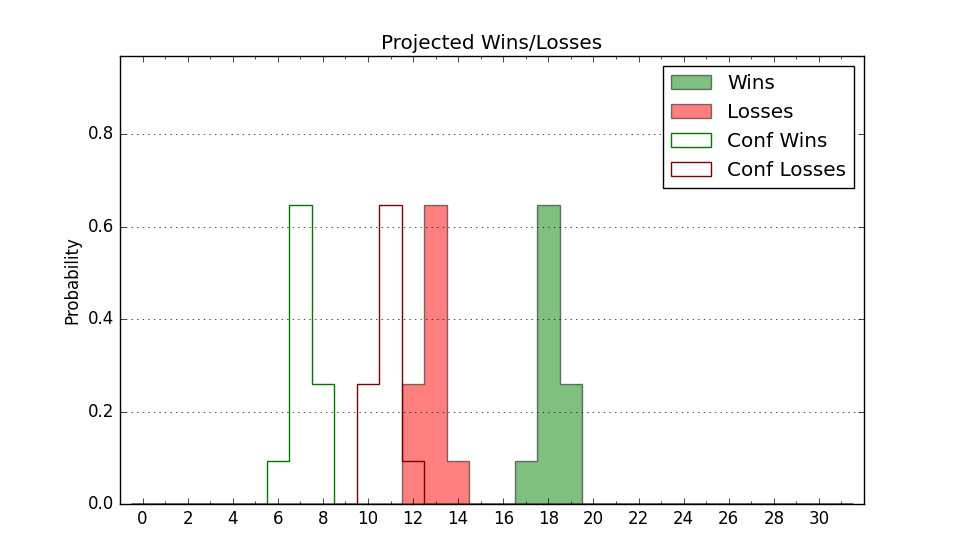 Projected Wins/Losses
Wins
Losses
Conf Wins
Conf Losses
Probability
0.8
0.6
0.4
0.2
0.0
0 2 4 6 8 10 12 14 16 18 20 22 24 26 28 30